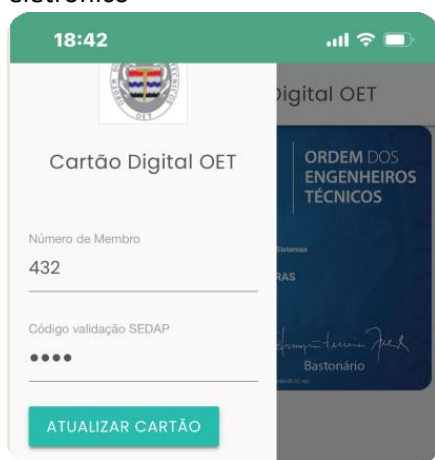 18:42
Cartão Digital OET
Digital OET
ORDEM DOS
ENGENHEIROS
TÉCNICOS
Número de Membro
432
Sistemas
RAS
Código validação SEDAP
••••
Bastonário
ATUALIZAR CARTÃO